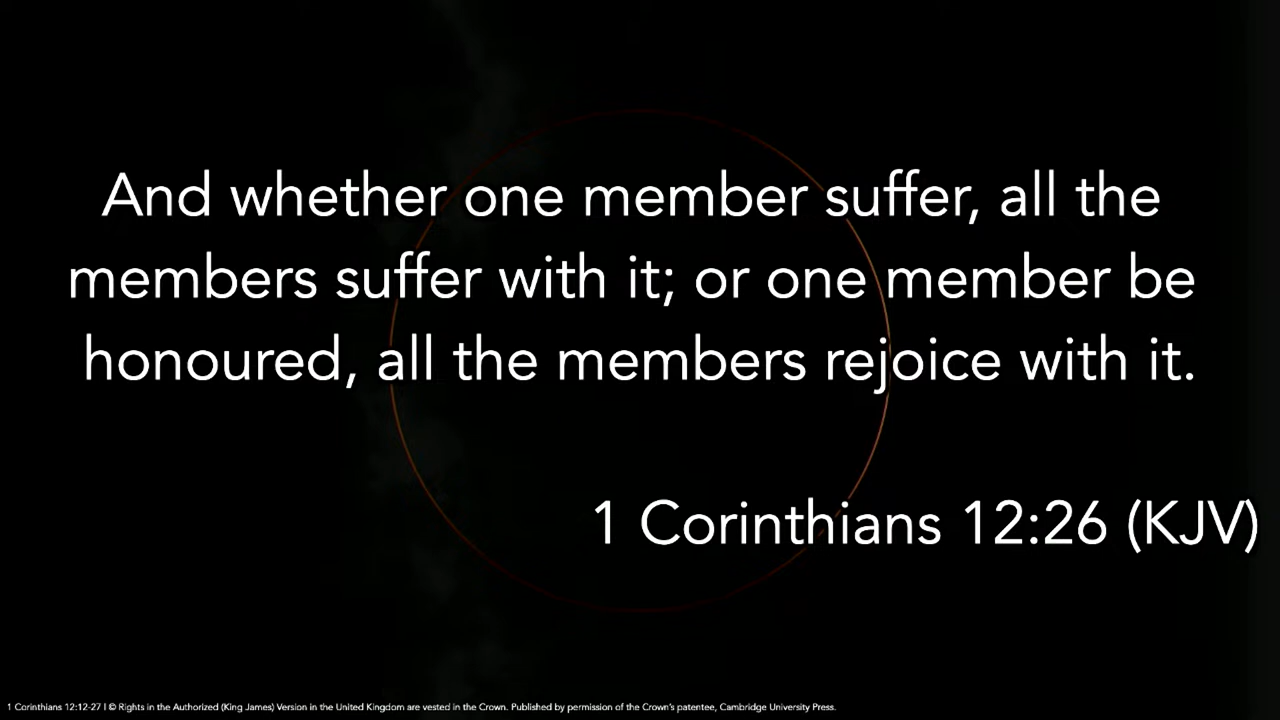 And whether one member suffer, all the
members suffer with it; or one member be
honoured, all the members rejoice with it.
1 Corinthians 12:26 (KJV)
1 Corinthians 12:12-27 | © Rights in the Authorized (King James) Version in the United Kingdom are vested in the Crown. Published by permission of the Crown's patentee, Cambridge University Press.